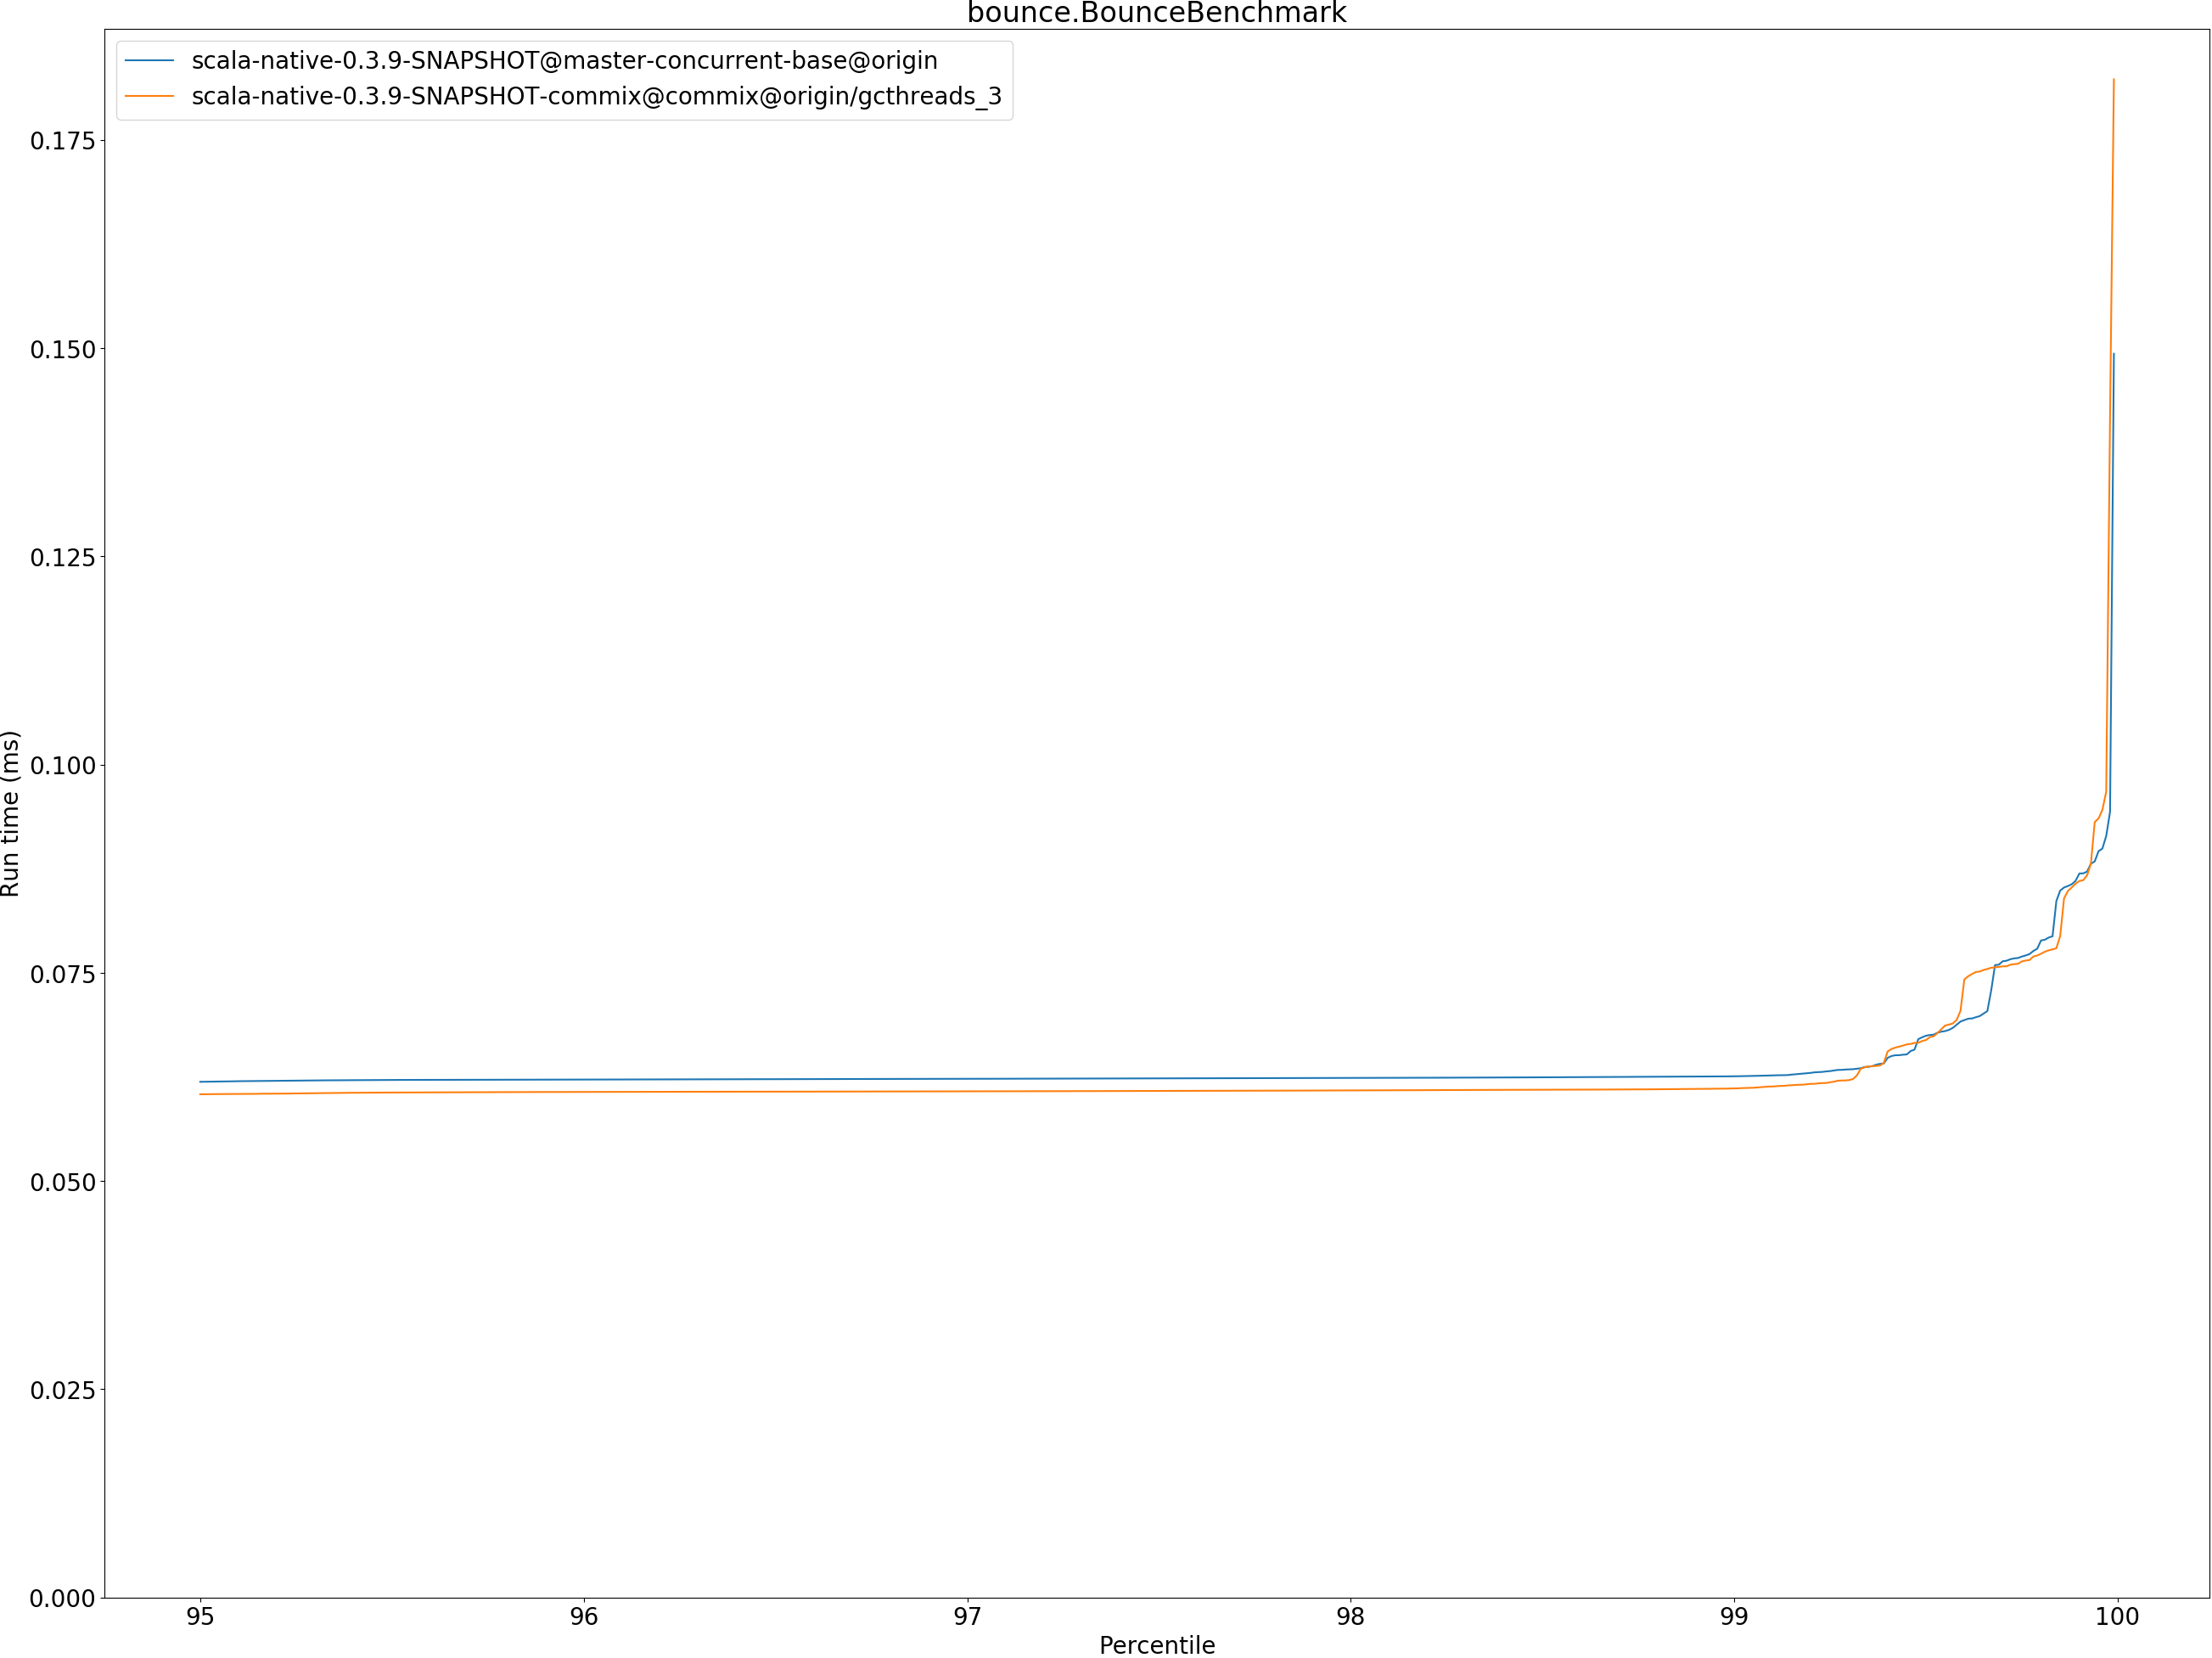 bounce.BounceBenchmark
scala-native-0.3.9-SNAPSHOT@master-concurrent-base@origin
scala-native-0.3.9-SNAPSHOT-commix@commix@origin/gcthreads_3
0.175
0.150
0.125
0.100
0.075
0.050
0.025
0.000
Run time (ms)
95 96 97 98 99 100
Percentile